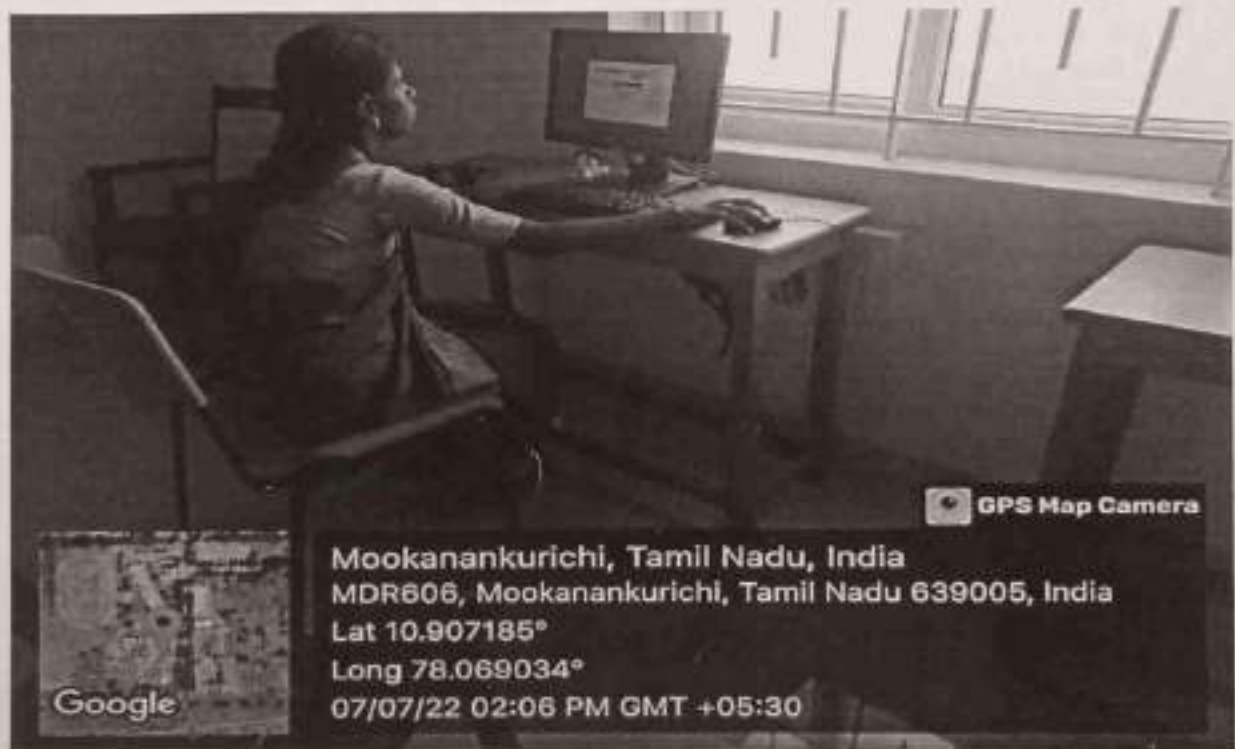 GPS Map Camera
Mookanankurichi, Tamil Nadu, India
MDR606, Mookanankurichi, Tamil Nadu 639005, India
Lat 10.907185°
Long 78.069034°
07/07/22 02:06 PM GMT +05:30
Google